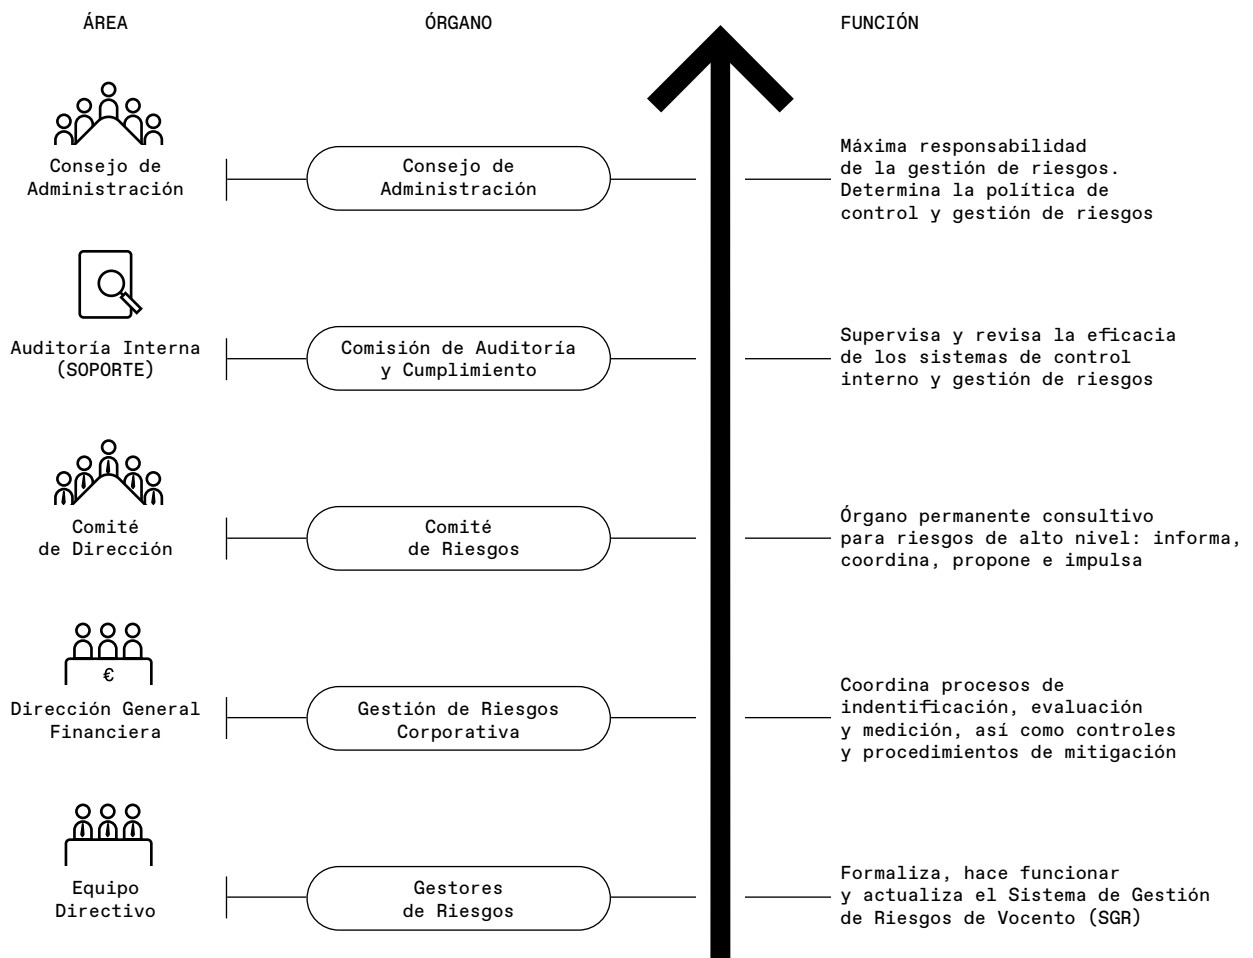 ÁREA
ÓRGANO
FUNCIÓN
Consejo de
Administración
Consejo de
Administración
Máxima responsabilidad
de la gestión de riesgos.
Determina la política de
control y gestión de riesgos
Auditoría Interna
(SOPORTE)
Comisión de Auditoría
y Cumplimiento
Supervisa y revisa la eficacia
de los sistemas de control
interno y gestión de riesgos
Comité
de Dirección
Comité
de Riesgos
Órgano permanente consultivo
para riesgos de alto nivel: informa,
coordina, propone e impulsa
€
Dirección General
Financiera
Gestión de Riesgos
Corporativa
Coordina procesos de
indentificación, evaluación
y medición, así como controles
y procedimientos de mitigación
Equipo
Directivo
Gestores
de Riesgos
Formaliza, hace funcionar
y actualiza el Sistema de Gestión
de Riesgos de Vocento (SGR)